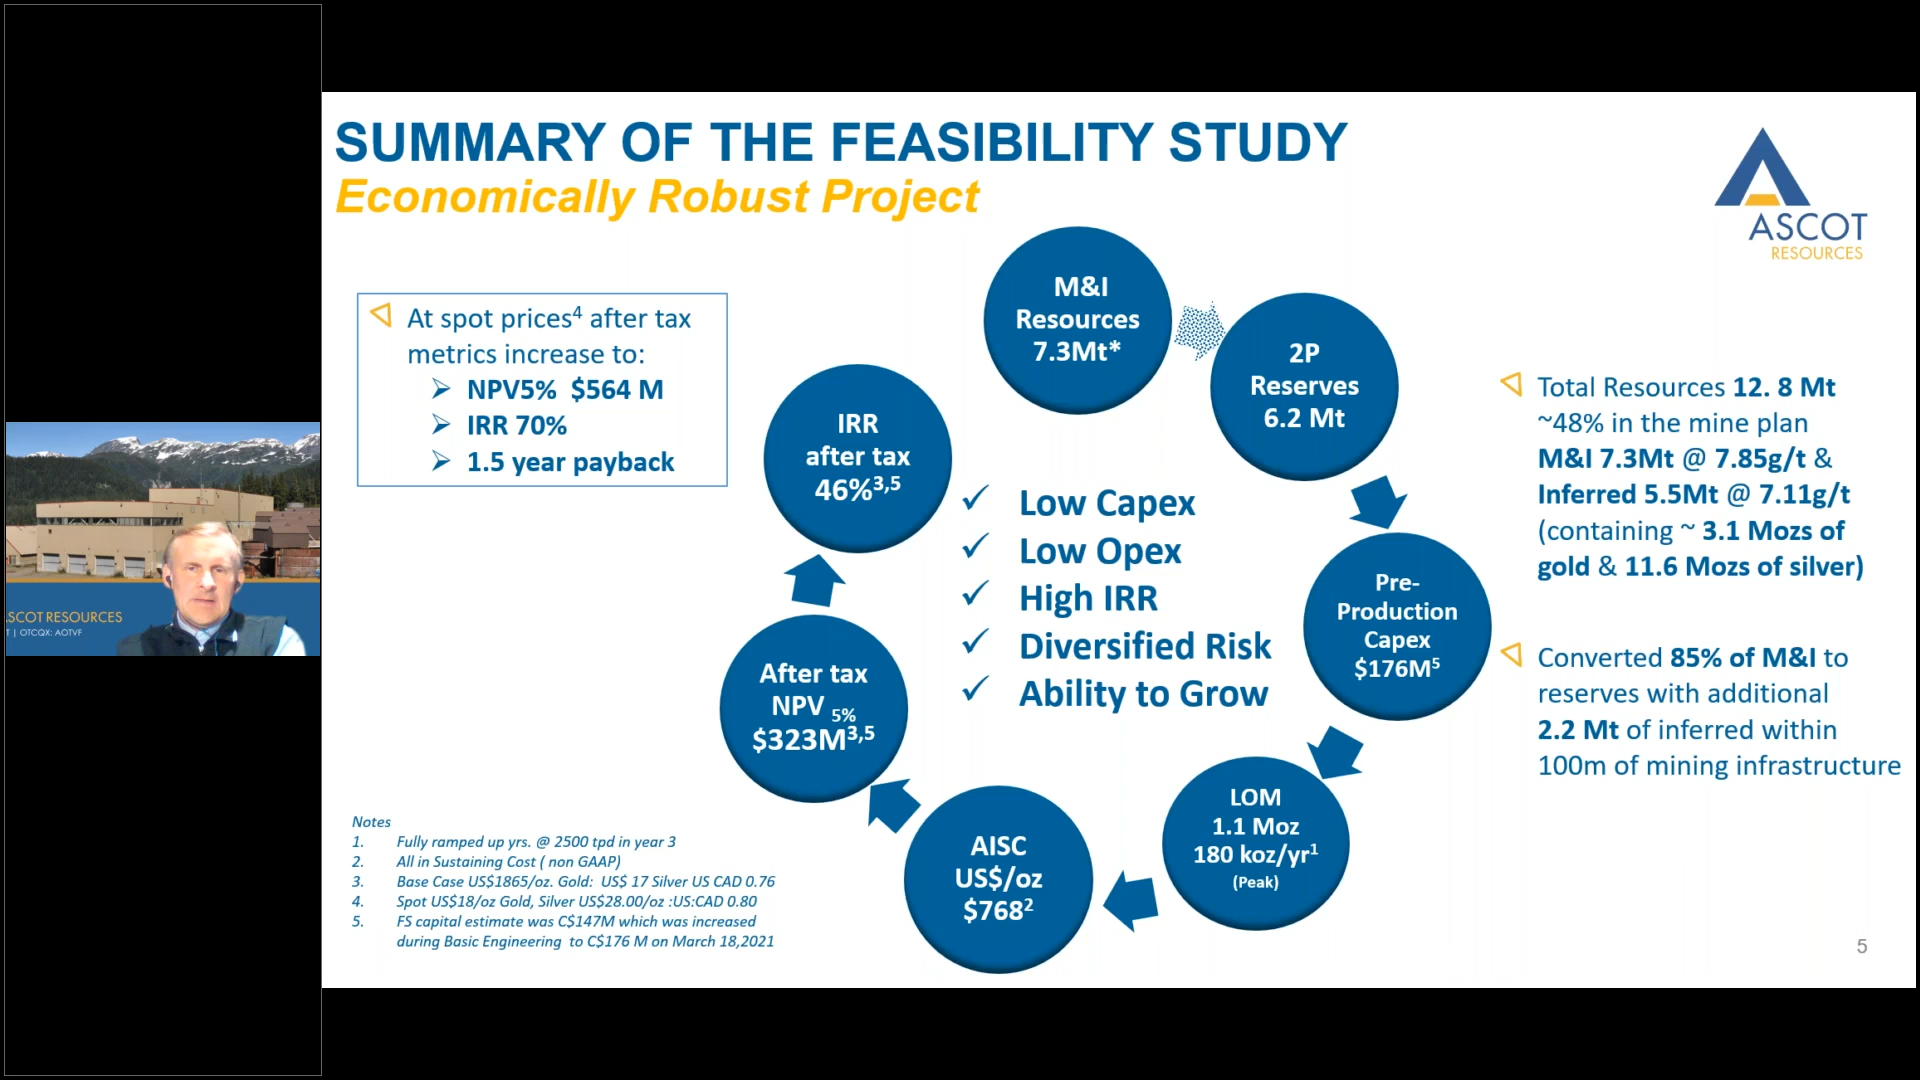 SUMMARY OF THE FEASIBILITY STUDY
Economically Robust Project
ASCOT
RESOURCES
At spot prices4 after tax
metrics increase to:
NPV5% $564 M
IRR 70%
1.5 year payback
M&I
Resources
7.3Mt*
2P
Reserves
6.2 Mt
Pre-
Production
Capex
$176M5
LOM
1.1 Moz
180 koz/yr1
(Peak)
AISC
US$/oz
$7682
After tax
NPV 5%
$323M3,5
IRR
after tax
46%3,5
Low Capex
Low Opex
High IRR
Diversified Risk
Ability to Grow
Total Resources 12. 8 Mt
~48% in the mine plan
M&I 7.3Mt @ 7.85g/t &
Inferred 5.5Mt @ 7.11g/t
(containing ~ 3.1 Mozs of
gold & 11.6 Mozs of silver)
Converted 85% of M&I to
reserves with additional
2.2 Mt of inferred within
100m of mining infrastructure
Notes
1. Fully ramped up yrs. @ 2500 tpd in year 3
2. All in Sustaining Cost ( non GAAP)
3. Base Case US$1865/oz. Gold: US$ 17 Silver US CAD 0.76
4. Spot US$18/oz Gold, Silver US$28.00/oz :US:CAD 0.80
5. FS capital estimate was C$147M which was increased
during Basic Engineering to C$176 M on March 18,2021
5
SCOT RESOURCES
T | OTCQX: AOTVF